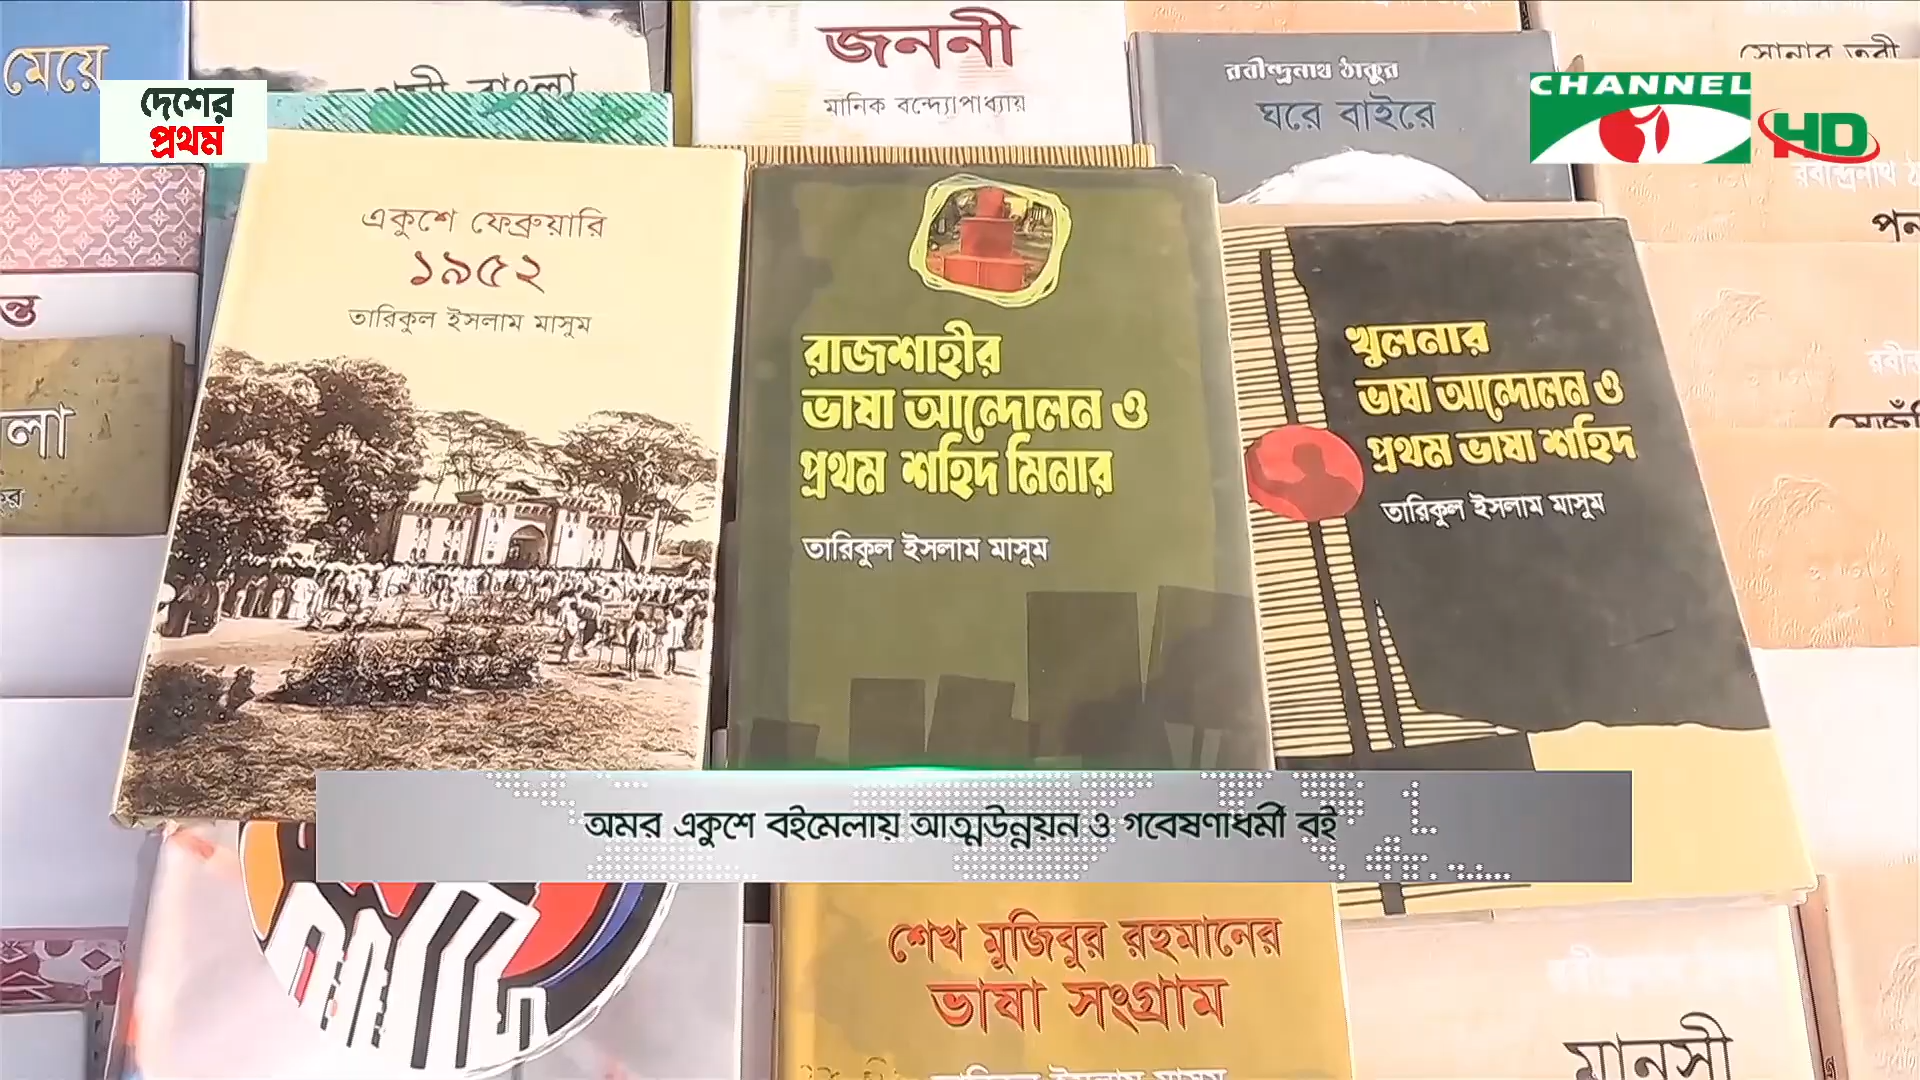 মেয়ে
দেশের
প্রথম
জননী
মানিক বন্দ্যোপাধ্যায়
রবীন্দ্রনাথ ঠাকুর
ঘরে বাইরে
CHANNEL
HD
একুশে ফেব্রুয়ারি
১৯৫২
তারিকুল ইসলাম মাসুম
রাজশাহীর
ভাষা আন্দোলন ও
প্রথম শহিদ মিনার
তারিকুল ইসলাম মাসুম
খুলনার
ভাষা আন্দোলন ও
প্রথম ভাষা শহিদ
তারিকুল ইসলাম মাসুম
অমর একুশে বইমেলায় আত্মউন্নয়ন ও গবেষণাধর্মী বই
শেখ মুজিবুর রহমানের
ভাষা সংগ্রাম
মানসী